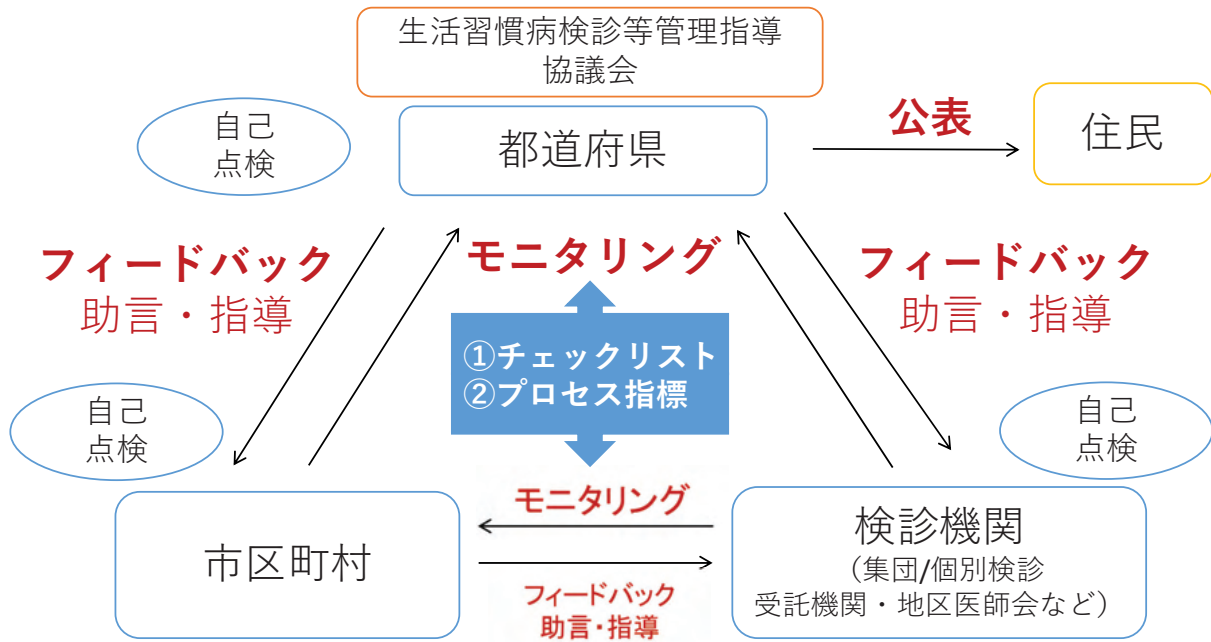 生活習慣病検診等管理指導
協議会
自己
点検
都道府県
公表
住民
フィードバック
助言・指導
モニタリング
フィードバック
助言・指導
①チェックリスト
②プロセス指標
自己
点検
自己
点検
市区町村
モニタリング
フィードバック
助言・指導
検診機関
（集団/個別検診
受託機関・地区医師会など）